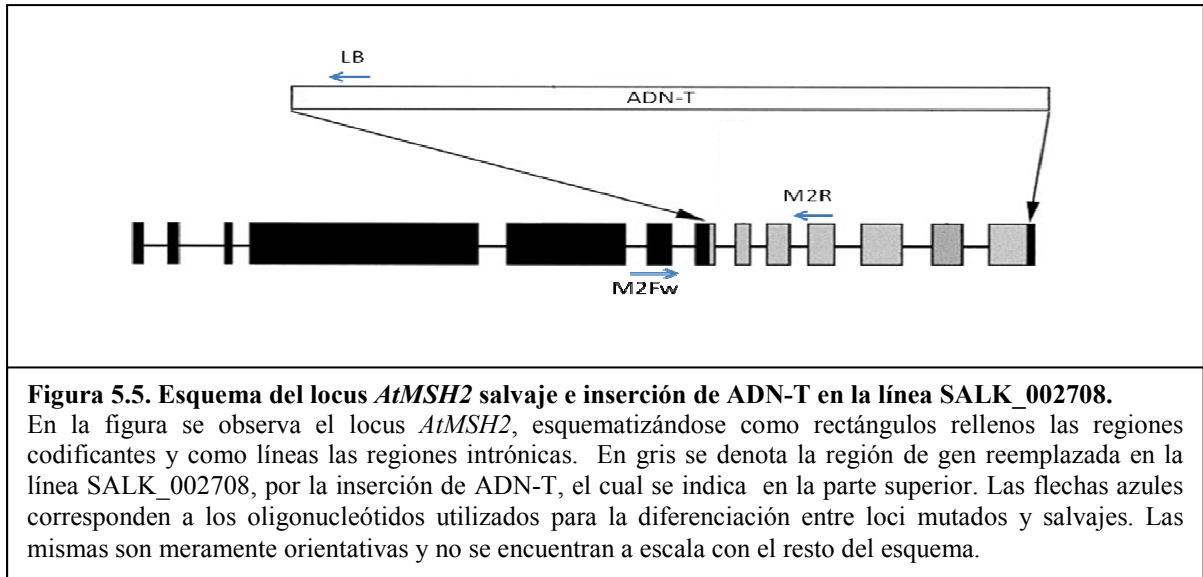 LB
ADN-T
M2R
M2Fw
Figura 5.5. Esquema del locus AtMSH2 salvaje e inserción de ADN-T en la línea SALK_002708.
En la figura se observa el locus AtMSH2, esquematizándose como rectángulos rellenos las regiones
codificantes y como líneas las regiones intrónicas. En gris se denota la región de gen reemplazada en la
línea SALK_002708, por la inserción de ADN-T, el cual se indica en la parte superior. Las flechas azules
corresponden a los oligonucleótidos utilizados para la diferenciación entre loci mutados y salvajes. Las
mismas son meramente orientativas y no se encuentran a escala con el resto del esquema.